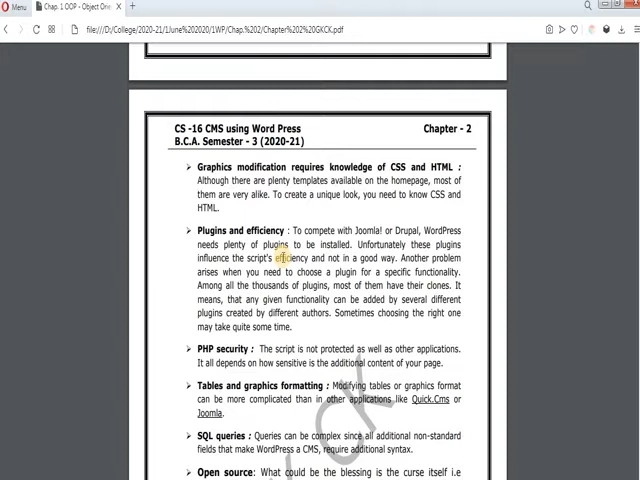 Menu
Chap. 1 OOP - Object Orie
file:///D:/College/2020-21/1June%202020/1WP/Chap.%202/Chapter%202%20GKCK.pdf
CS -16 CMS using Word Press Chapter - 2
B.C.A. Semester - 3 (2020-21)
➢ Graphics modification requires knowledge of CSS and HTML :
Although there are plenty templates available on the homepage, most of
them are very alike. To create a unique look, you need to know CSS and
HTML.
➢ Plugins and efficiency : To compete with Joomla! or Drupal, WordPress
needs plenty of plugins to be installed. Unfortunately these plugins
influence the script's efficiency and not in a good way. Another problem
arises when you need to choose a plugin for a specific functionality.
Among all the thousands of plugins, most of them have their clones. It
means, that any given functionality can be added by several different
plugins created by different authors. Sometimes choosing the right one
may take quite some time.
➢ PHP security : The script is not protected as well as other applications.
It all depends on how sensitive is the additional content of your page.
➢ Tables and graphics formatting : Modifying tables or graphics format
can be more complicated than in other applications like Quick.Cms or
Joomla.
➢ SQL queries : Queries can be complex since all additional non-standard
fields that make WordPress a CMS, require additional syntax.
➢ Open source: What could be the blessing is the curse itself i.e
CK